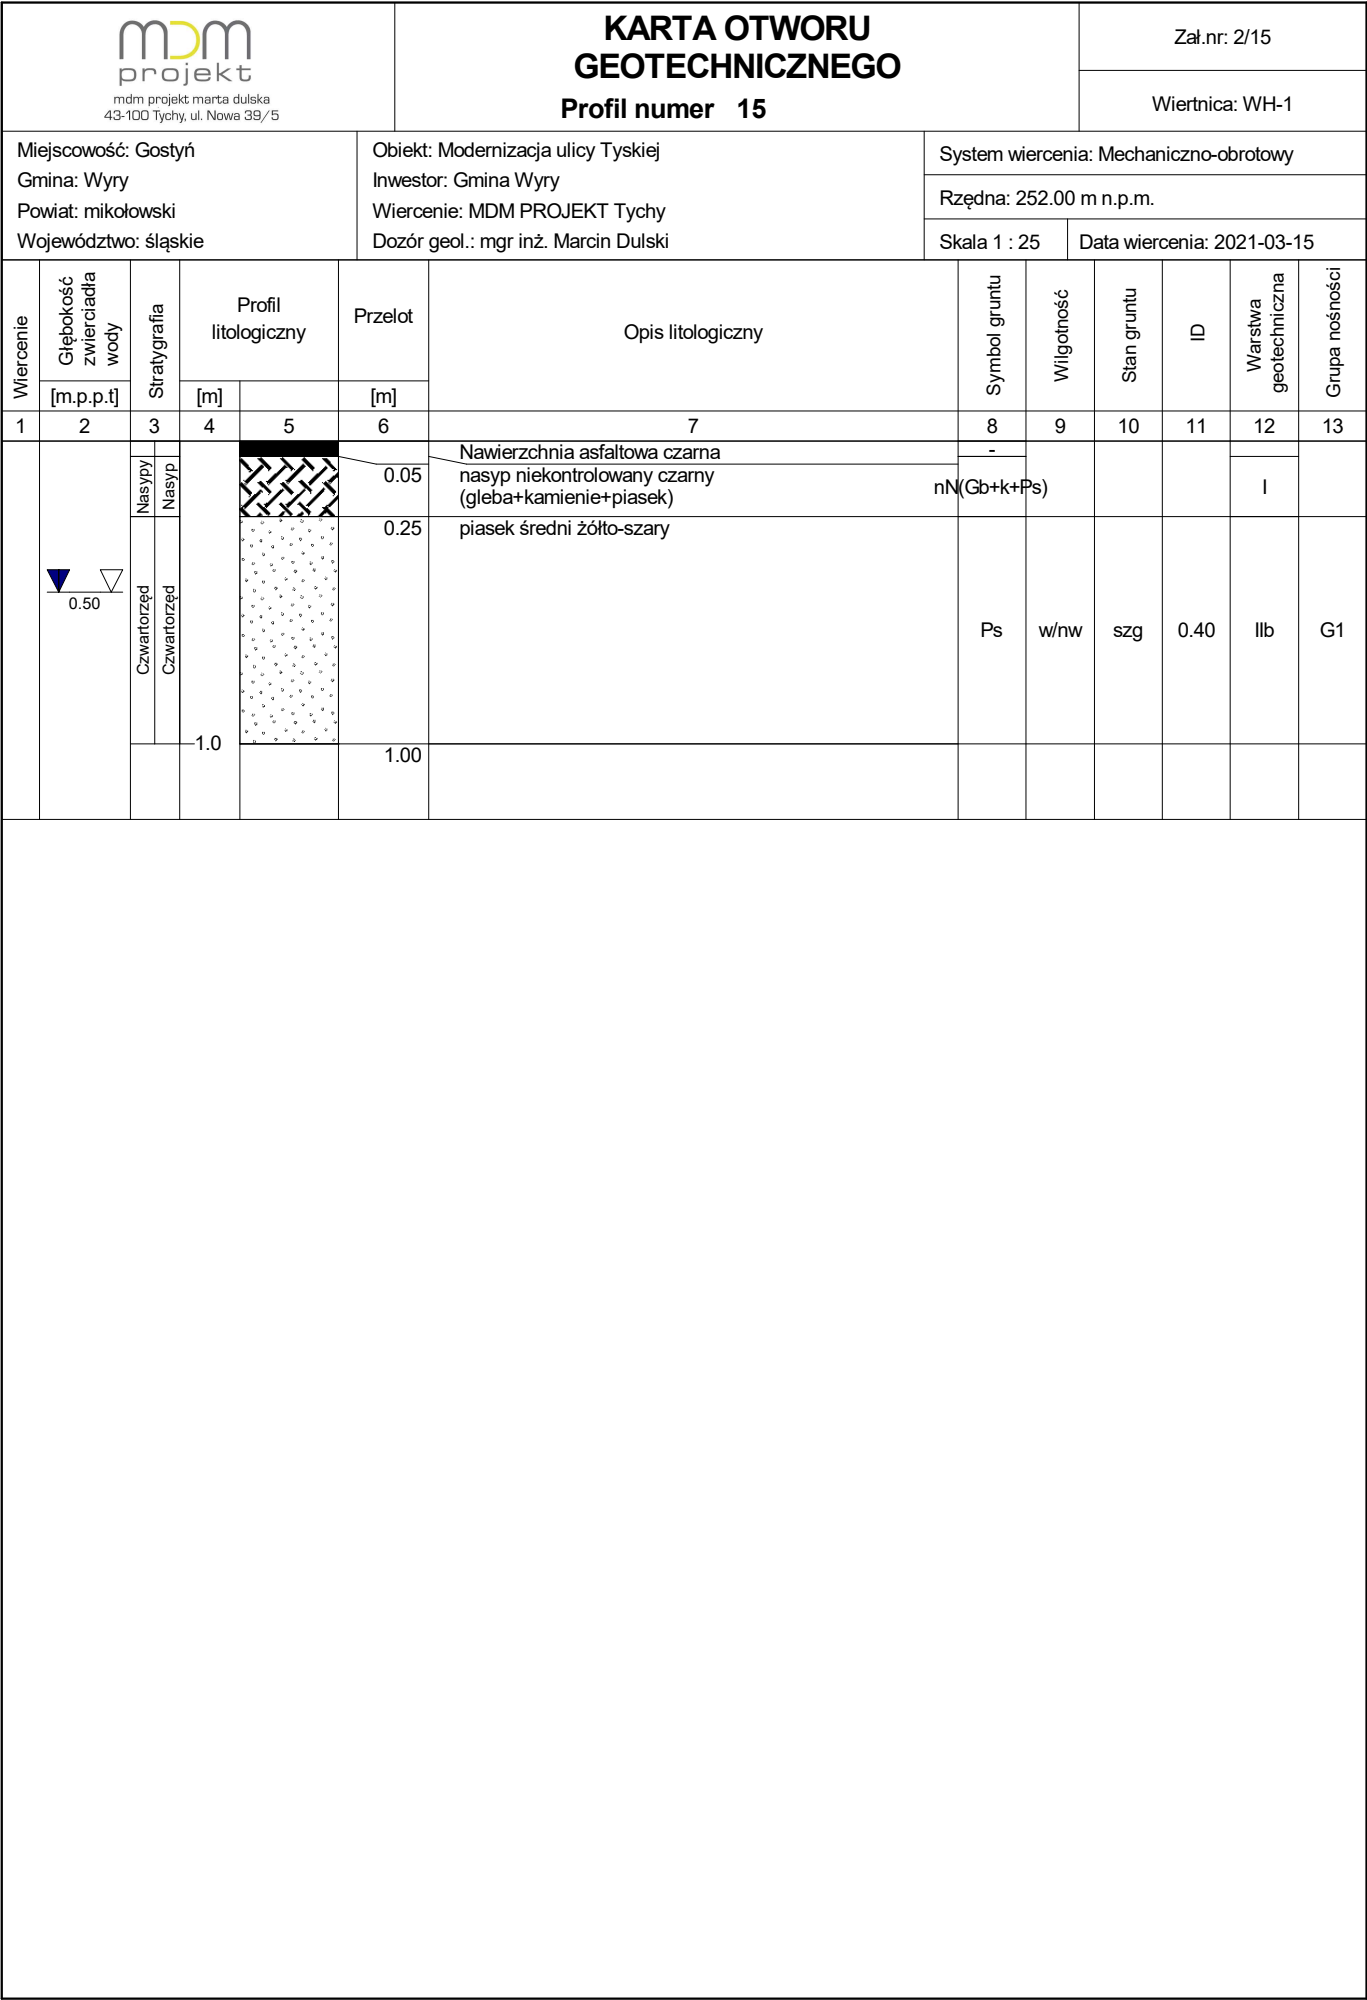 mdm
projekt
mdm projekt marta dulska
43-100 Tychy, ul. Nowa 39/5
KARTA OTWORU
GEOTECHNICZNEGO
Profil numer 15
Zał.nr: 2/15
Wiertnica: WH-1
Miejscowość: Gostyń
Gmina: Wyry
Powiat: mikołowski
Województwo: śląskie
Obiekt: Modernizacja ulicy Tyskiej
Inwestor: Gmina Wyry
Wiercenie: MDM PROJEKT Tychy
Dozór geol.: mgr inż. Marcin Dulski
System wiercenia: Mechaniczno-obrotowy
Rzędna: 252.00 m n.p.m.
Skala 1 : 25
Data wiercenia: 2021-03-15
Wiercenie
Głębokość
zwierciadła
wody
[m.p.p.t]
Stratygrafia
Profil
litologiczny
[m]
Przelot
[m]
Opis litologiczny
Symbol gruntu
Wilgotność
Stan gruntu
ID
Warstwa
geotechniczna
Grupa nośności
1 2 3 4 5 6 7 8 9 10 11 12 13
Nawierzchnia asfaltowa czarna
-
Nasypy
Nasyp
0.05
nasyp niekontrolowany czarny
(gleba+kamienie+piasek)
nN(Gb+k+Ps)
I
0.25
piasek średni żółto-szary
0.50
Czwartorzęd
Czwartorzęd
Ps w/nw szg 0.40 IIb G1
1.0
1.00